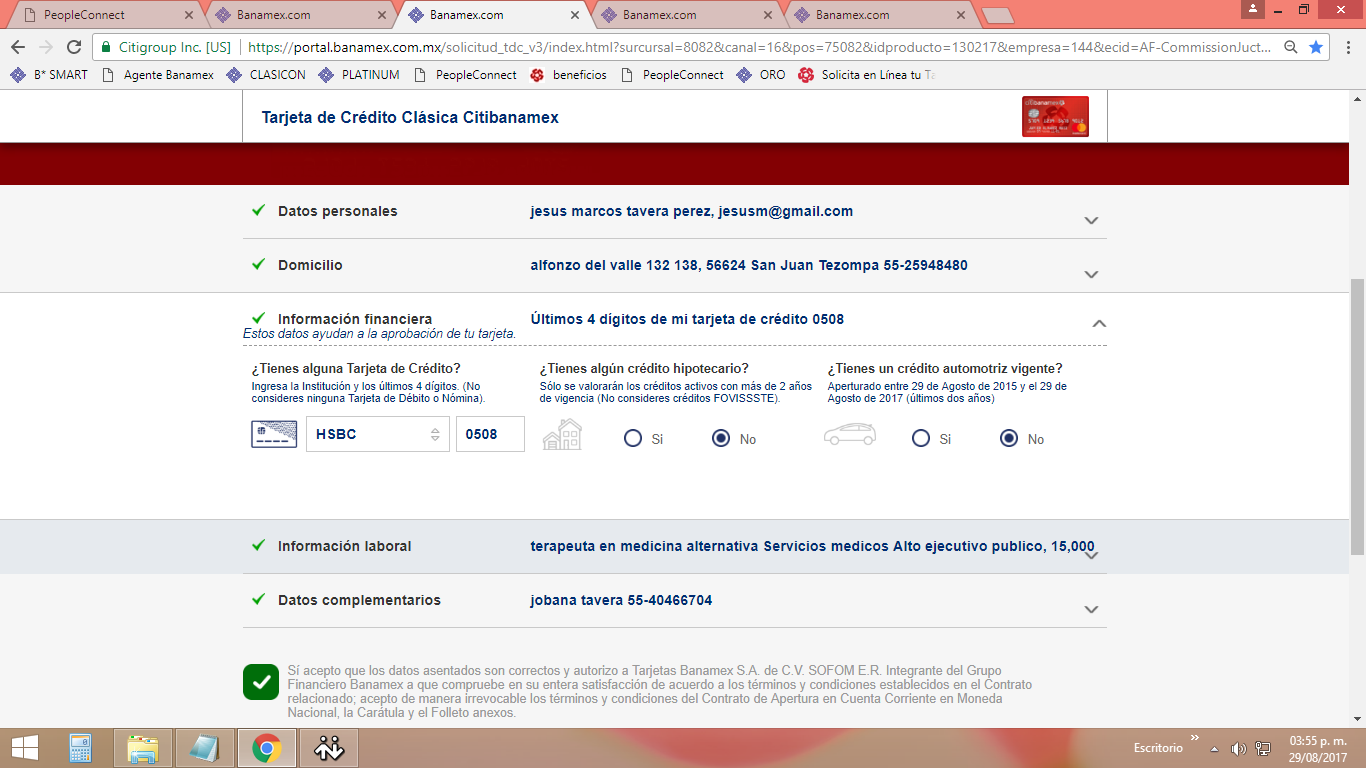 PeopleConnect
Banamex.com
Banamex.com
Banamex.com
Banamex.com
Citigroup Inc. [US]
https://portal.banamex.com.mx/solicitud_tdc_v3/index.html?sursucal=8082&canal=16&pos=75082&idproducto=130217&empresa=144&ecid=AF-CommissionJuct...
B* SMART
Agente Banamex
CLASICON
PLATINUM
PeopleConnect
beneficios
PeopleConnect
ORO
Solicita en Línea tu Ta
Tarjeta de Crédito Clásica Citibanamex
citibanamex
Datos personales
jesus marcos tavera perez, jesusm@gmail.com
Domicilio
alfonzo del valle 132 138, 56624 San Juan Tezompa 55-25948480
Información financiera
Últimos 4 dígitos de mi tarjeta de crédito 0508
Estos datos ayudan a la aprobación de tu tarjeta.
¿Tienes alguna Tarjeta de Crédito?
Ingresa la Institución y los últimos 4 dígitos. (No
consideres ninguna Tarjeta de Débito o Nómina).
HSBC
0508
¿Tienes algún crédito hipotecario?
Sólo se valorarán los créditos activos con más de 2 años
de vigencia (No consideres créditos FOVISSSTE).
Si
No
¿Tienes un crédito automotriz vigente?
Aperturado entre 29 de Agosto de 2015 y el 29 de
Agosto de 2017 (últimos dos años)
Si
No
Información laboral
terapeuta en medicina alternativa Servicios medicos Alto ejecutivo publico, 15,000
Datos complementarios
jobana tavera 55-40466704
Sí acepto que los datos asentados son correctos y autorizo a Tarjetas Banamex S.A. de C.V. SOFOM E.R. Integrante del Grupo
Financiero Banamex a que compruebe en su entera satisfacción de acuerdo a los términos y condiciones establecidos en el Contrato
relacionado; acepto de manera irrevocable los términos y condiciones del Contrato de Apertura en Cuenta Corriente en Moneda
Nacional, la Carátula y el Folleto anexos.
Escritorio
03:55 p. m.
29/08/2017